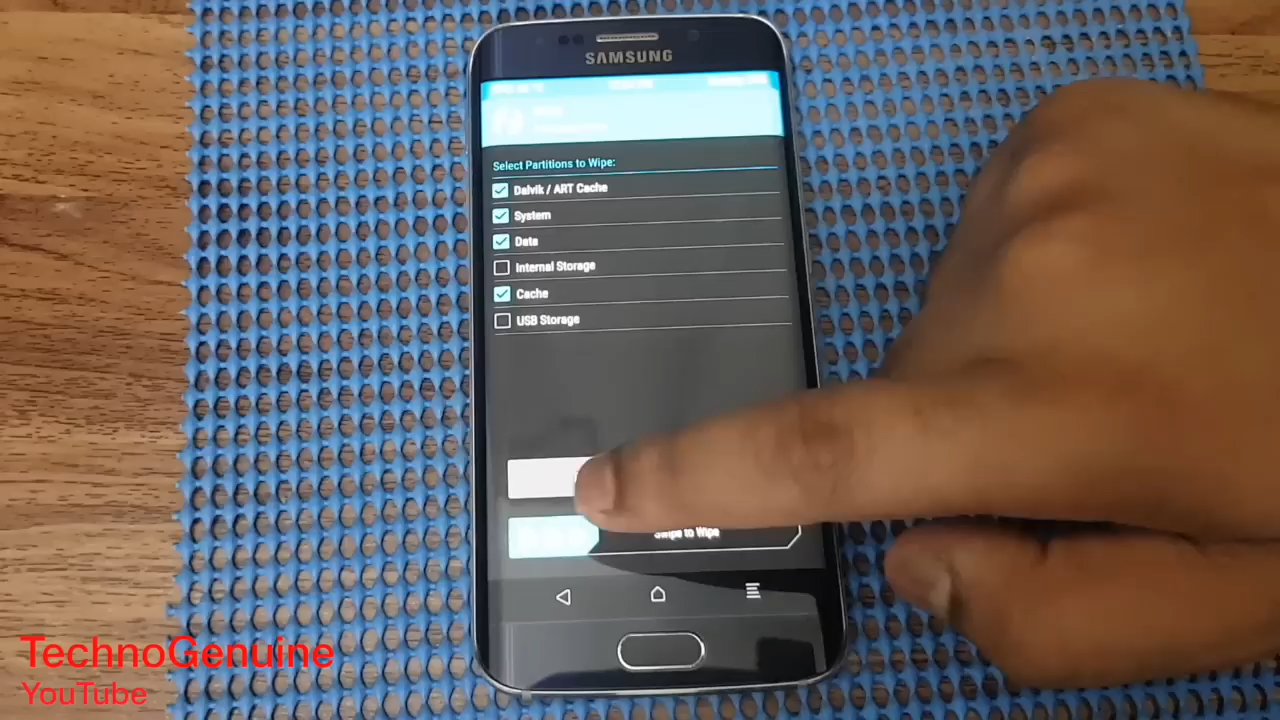 SAMSUNG
Select Partitions to Wipe:
Dalvik / ART Cache
System
Data
Internal Storage
Cache
USB Storage
Swipe to Wipe
TechnoGenuine
YouTube